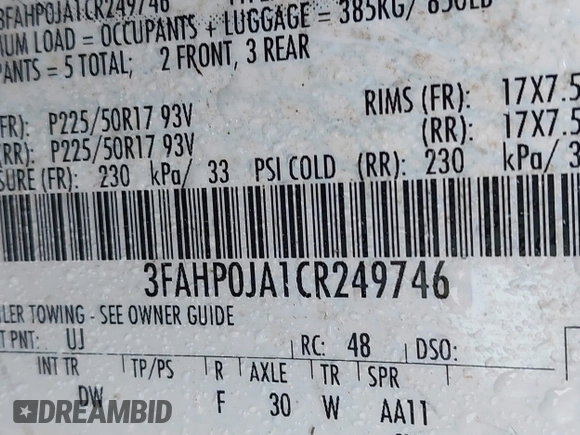 3FAHP0JA1CR249746
UM LOAD = OCCUPANTS + LUGGAGE = 385KG/ 850LB
PANTS = 5 TOTAL; 2 FRONT, 3 REAR
FR): P225/50R17 93V RIMS (FR): 17X7.5
(RR): P225/50R17 93V (RR): 17X7.5
SURE (FR): 230 kPa/ 33 PSI COLD (RR): 230 kPa/ 3
3FAHP0JA1CR249746
LER TOWING - SEE OWNER GUIDE
T PNT: UJ RC: 48 DSO:
INT TR TP/PS R AXLE TR SPR
DW F 30 W AA11
DREAMBID